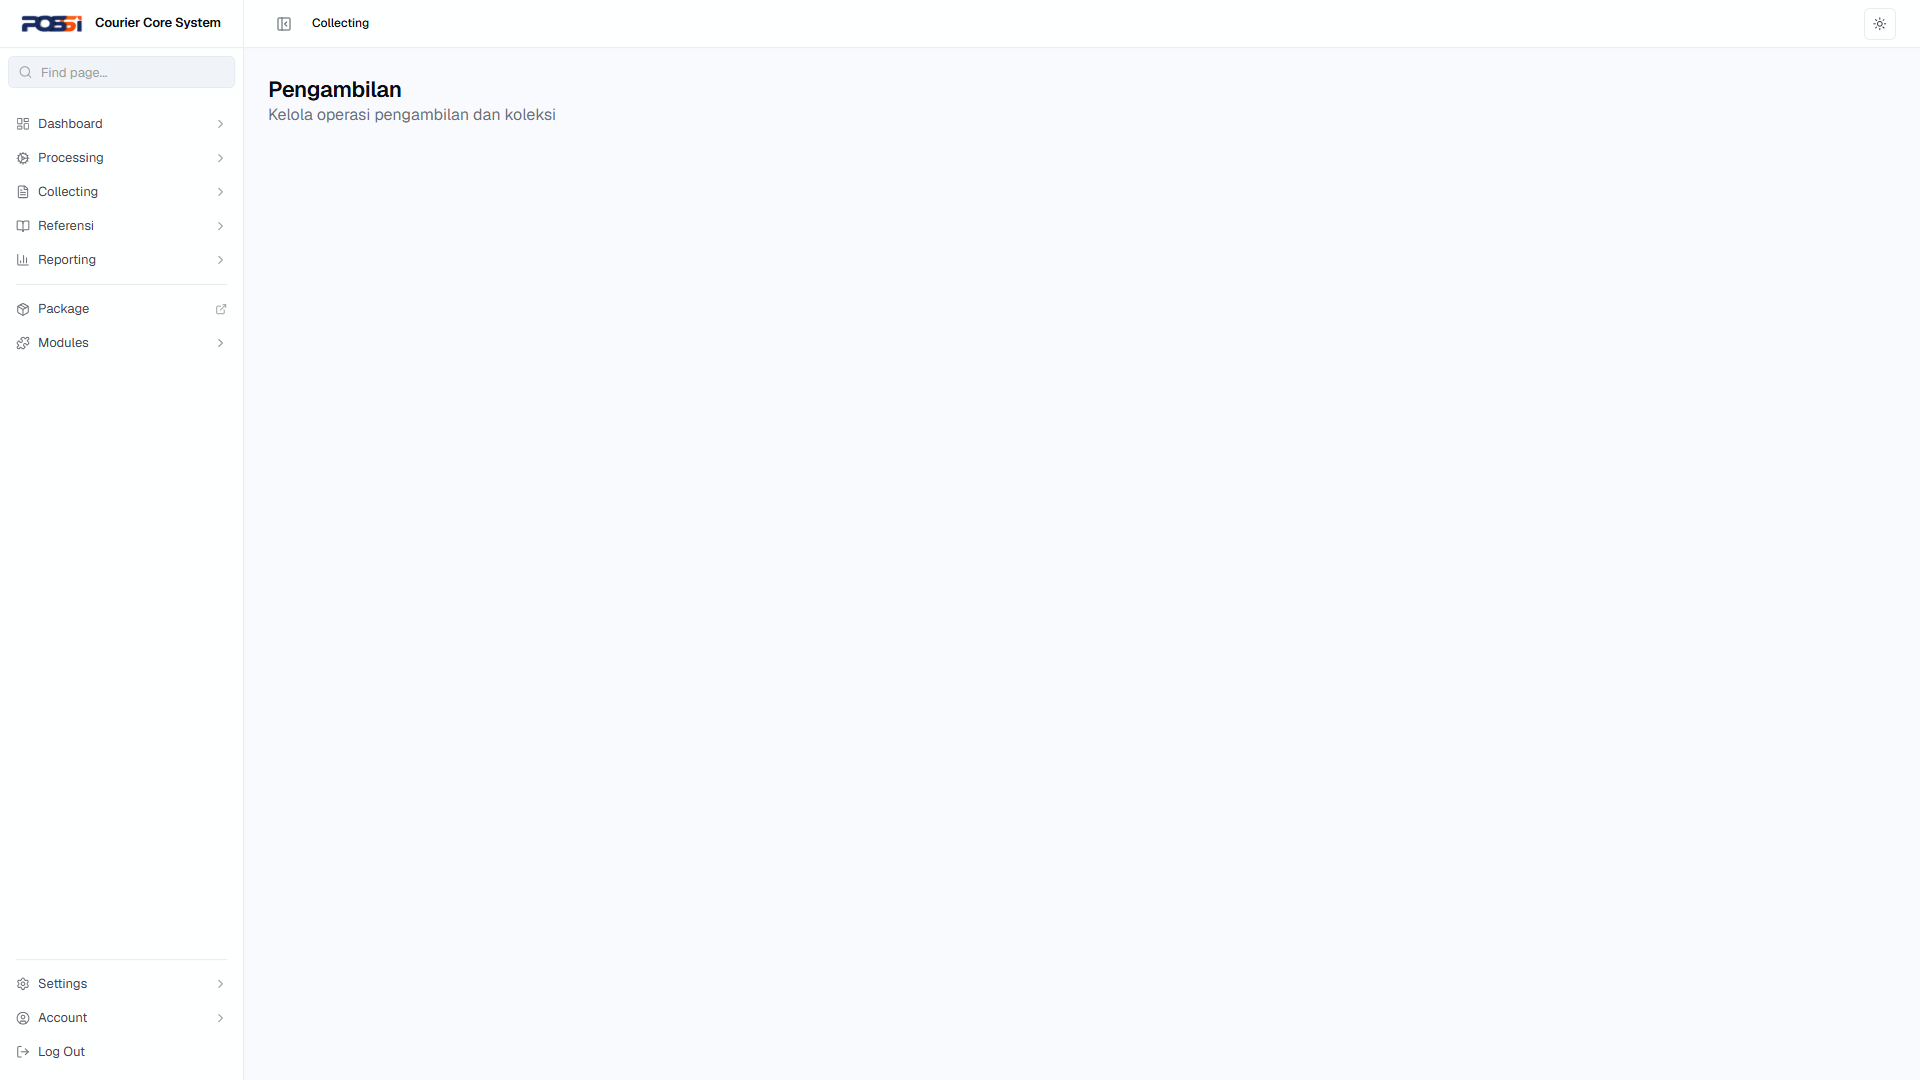 POSSi Courier Core System
Collecting
Find page...
Dashboard
Processing
Collecting
Referensi
Reporting
Package
Modules
Settings
Account
Log Out
Pengambilan
Kelola operasi pengambilan dan koleksi